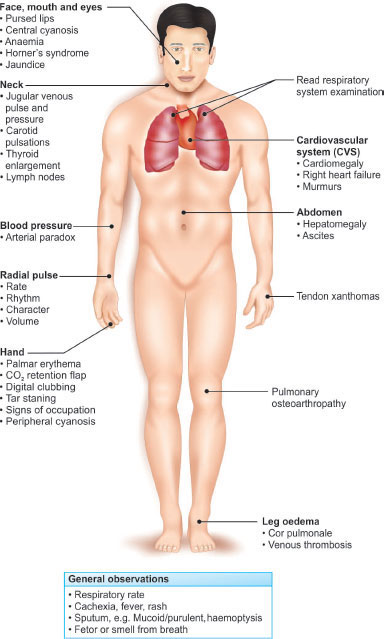 Face, mouth and eyes
• Pursed lips
• Central cyanosis
• Anaemia
• Horner's syndrome
• Jaundice
Neck
• Jugular venous
pulse and
pressure
• Carotid
pulsations
• Thyroid
enlargement
• Lymph nodes
Blood pressure
• Arterial paradox
Radial pulse
• Rate
• Rhythm
• Character
• Volume
Hand
• Palmar erythema
• CO₂ retention flap
• Digital clubbing
• Tar staning
• Signs of occupation
• Peripheral cyanosis
Read respiratory
system examination
Cardiovascular
system (CVS)
• Cardiomegaly
• Right heart failure
• Murmurs
Abdomen
• Hepatomegaly
• Ascites
Tendon xanthomas
Pulmonary
osteoarthropathy
Leg oedema
• Cor pulmonale
• Venous thrombosis
General observations
• Respiratory rate
• Cachexia, fever, rash
• Sputum, e.g. Mucoid/purulent, haemoptysis
• Fetor or smell from breath